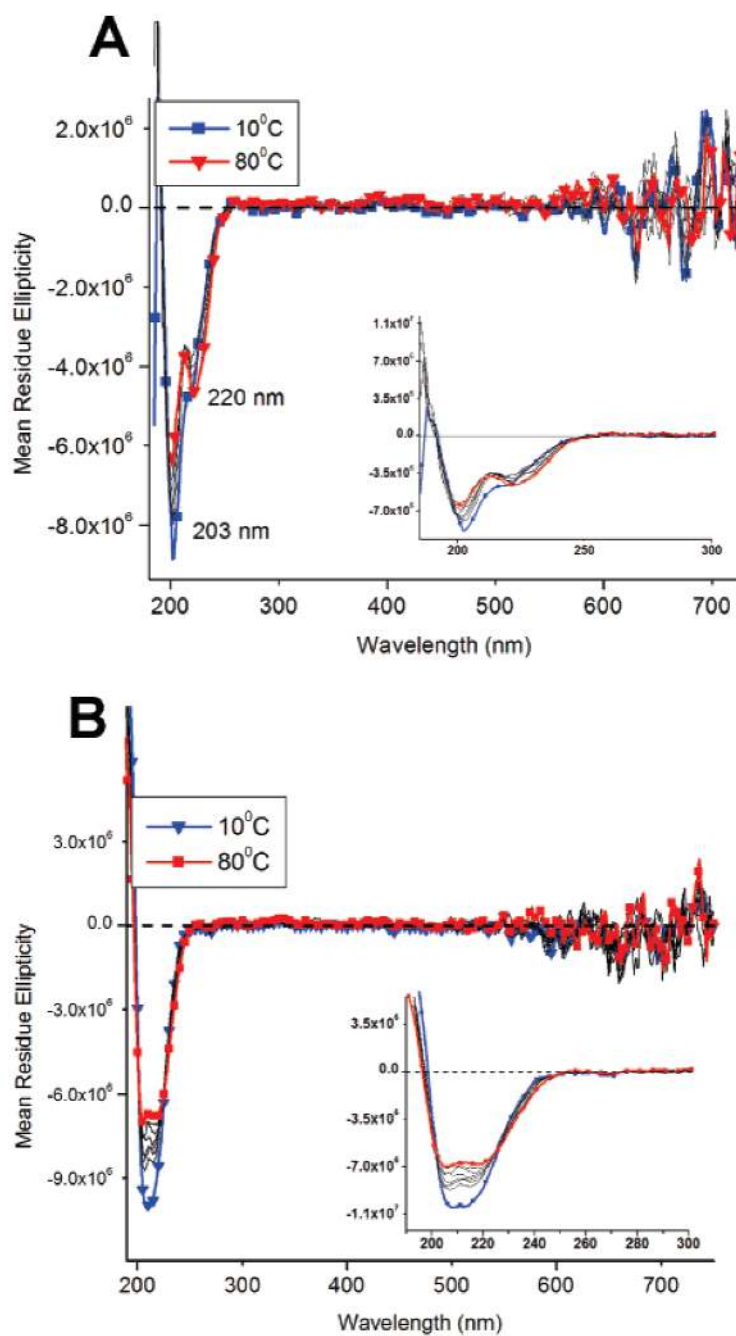 A
Mean Residue Ellipticity
2.0x10⁶
0.0
-2.0x10⁶
-4.0x10⁶
-6.0x10⁶
-8.0x10⁶
10⁰C
80⁰C
220 nm
203 nm
1.1x10⁷
7.0x10⁶
3.5x10⁶
0.0
-3.5x10⁶
-7.0x10⁶
200 250 300
200 300 400 500 600 700
Wavelength (nm)
B
Mean Residue Ellipticity
3.0x10⁶
0.0
-3.0x10⁶
-6.0x10⁶
-9.0x10⁶
10⁰C
80⁰C
3.5x10⁶
0.0
-3.5x10⁶
-7.0x10⁶
-1.1x10⁷
200 220 240 260 280 300
200 300 400 500 600 700
Wavelength (nm)